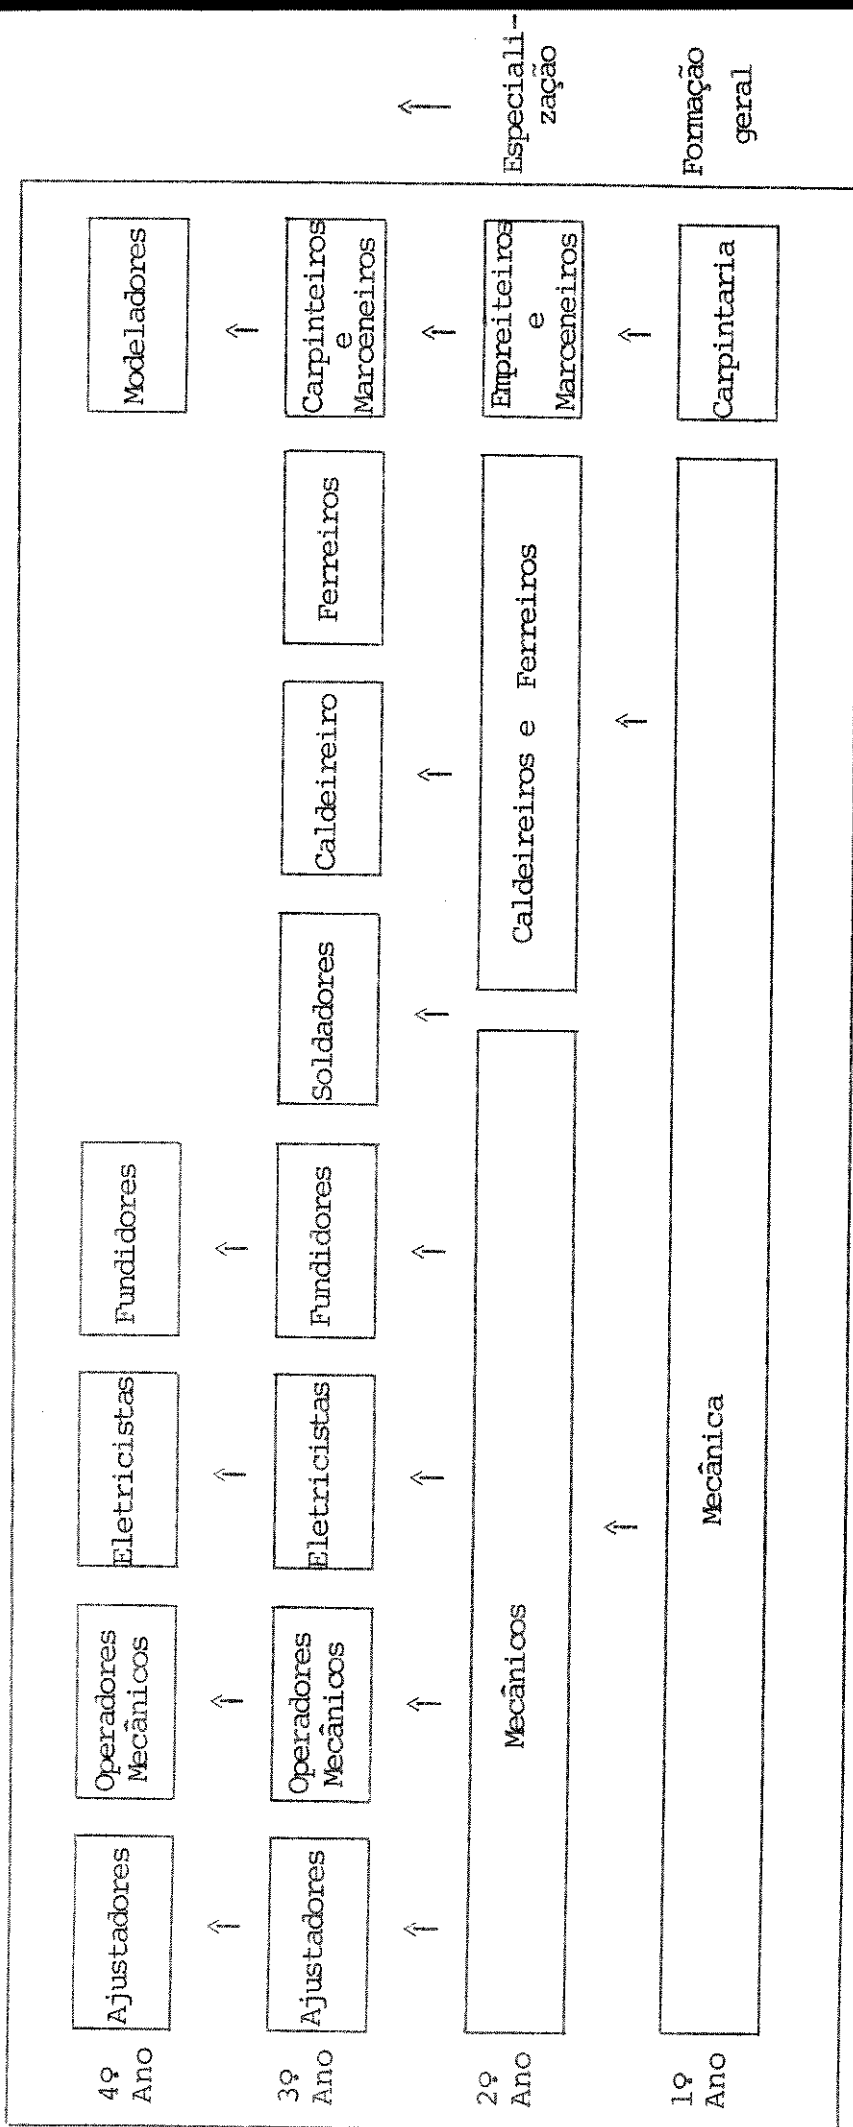 4º
Ano
Ajustadores
Operadores
Mecânicos
Eletricistas
Fundidores
Modeladores
3º
Ano
Ajustadores
Operadores
Mecânicos
Eletricistas
Fundidores
Soldadores
Caldeireiro
Ferreiros
Carpinteiros
e
Marceneiros
2º
Ano
Mecânicos
Caldeireiros e Ferreiros
Empreiteiros
e
Marceneiros
Especiali-
zação
1º
Ano
Mecânica
Carpintaria
Formação
geral